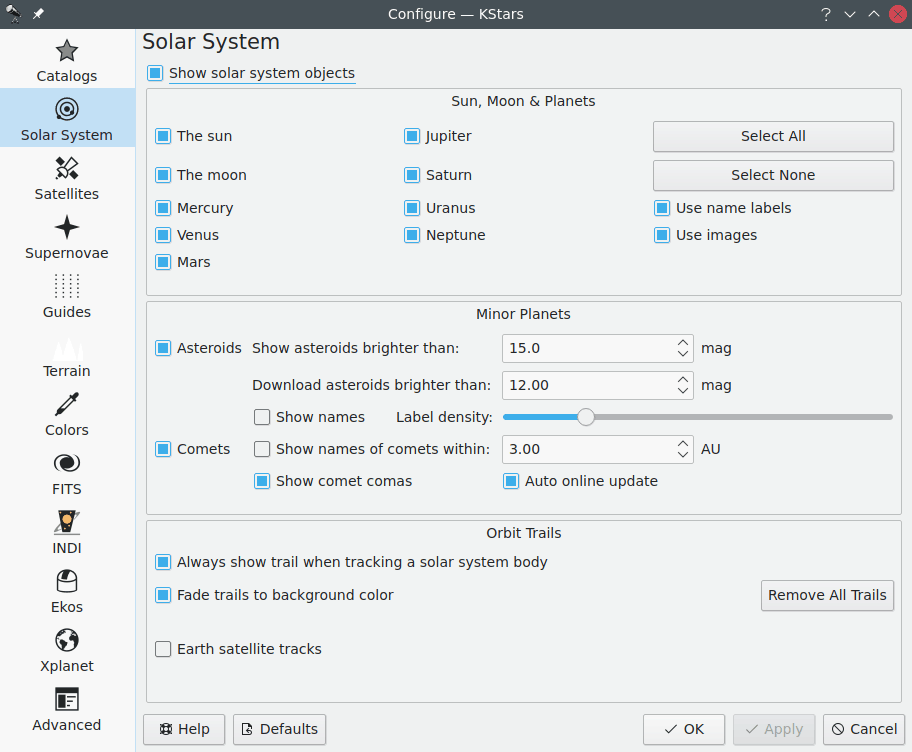 Configure — KStars
?
Catalogs
Solar System
Satellites
Supernovae
Guides
Terrain
Colors
FITS
INDI
Ekos
Xplanet
Advanced
Solar System
Show solar system objects
Sun, Moon & Planets
The sun
Jupiter
Select All
The moon
Saturn
Select None
Mercury
Uranus
Use name labels
Venus
Neptune
Use images
Mars
Minor Planets
Asteroids Show asteroids brighter than: 15.0 mag
Download asteroids brighter than: 12.00 mag
Show names Label density:
Comets Show names of comets within: 3.00 AU
Show comet comas Auto online update
Orbit Trails
Always show trail when tracking a solar system body
Fade trails to background color
Remove All Trails
Earth satellite tracks
Help Defaults OK Apply Cancel